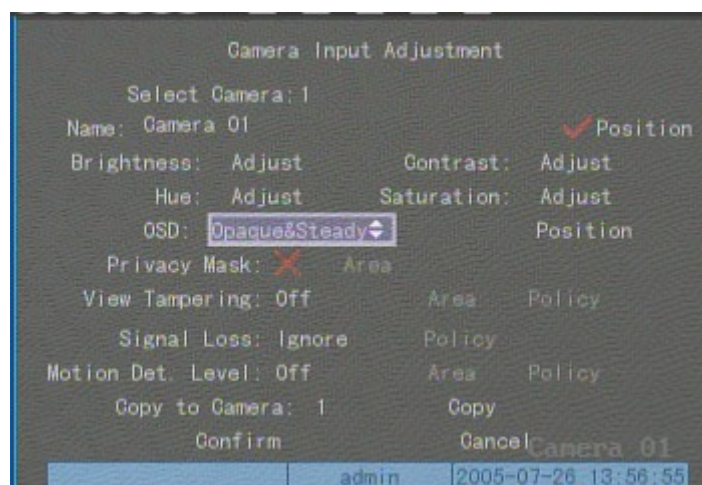 Camera Input Adjustment
Select Camera: 1
Name: Camera 01 Position
Brightness: Adjust Contrast: Adjust
Hue: Adjust Saturation: Adjust
OSD: Opaque&Steady Position
Privacy Mask: Area
View Tampering: Off Area Policy
Signal Loss: Ignore Policy
Motion Det. Level: Off Area Policy
Copy to Camera: 1 Copy
Confirm Cancel
Camera 01
admin 2005-07-26 13:56:55